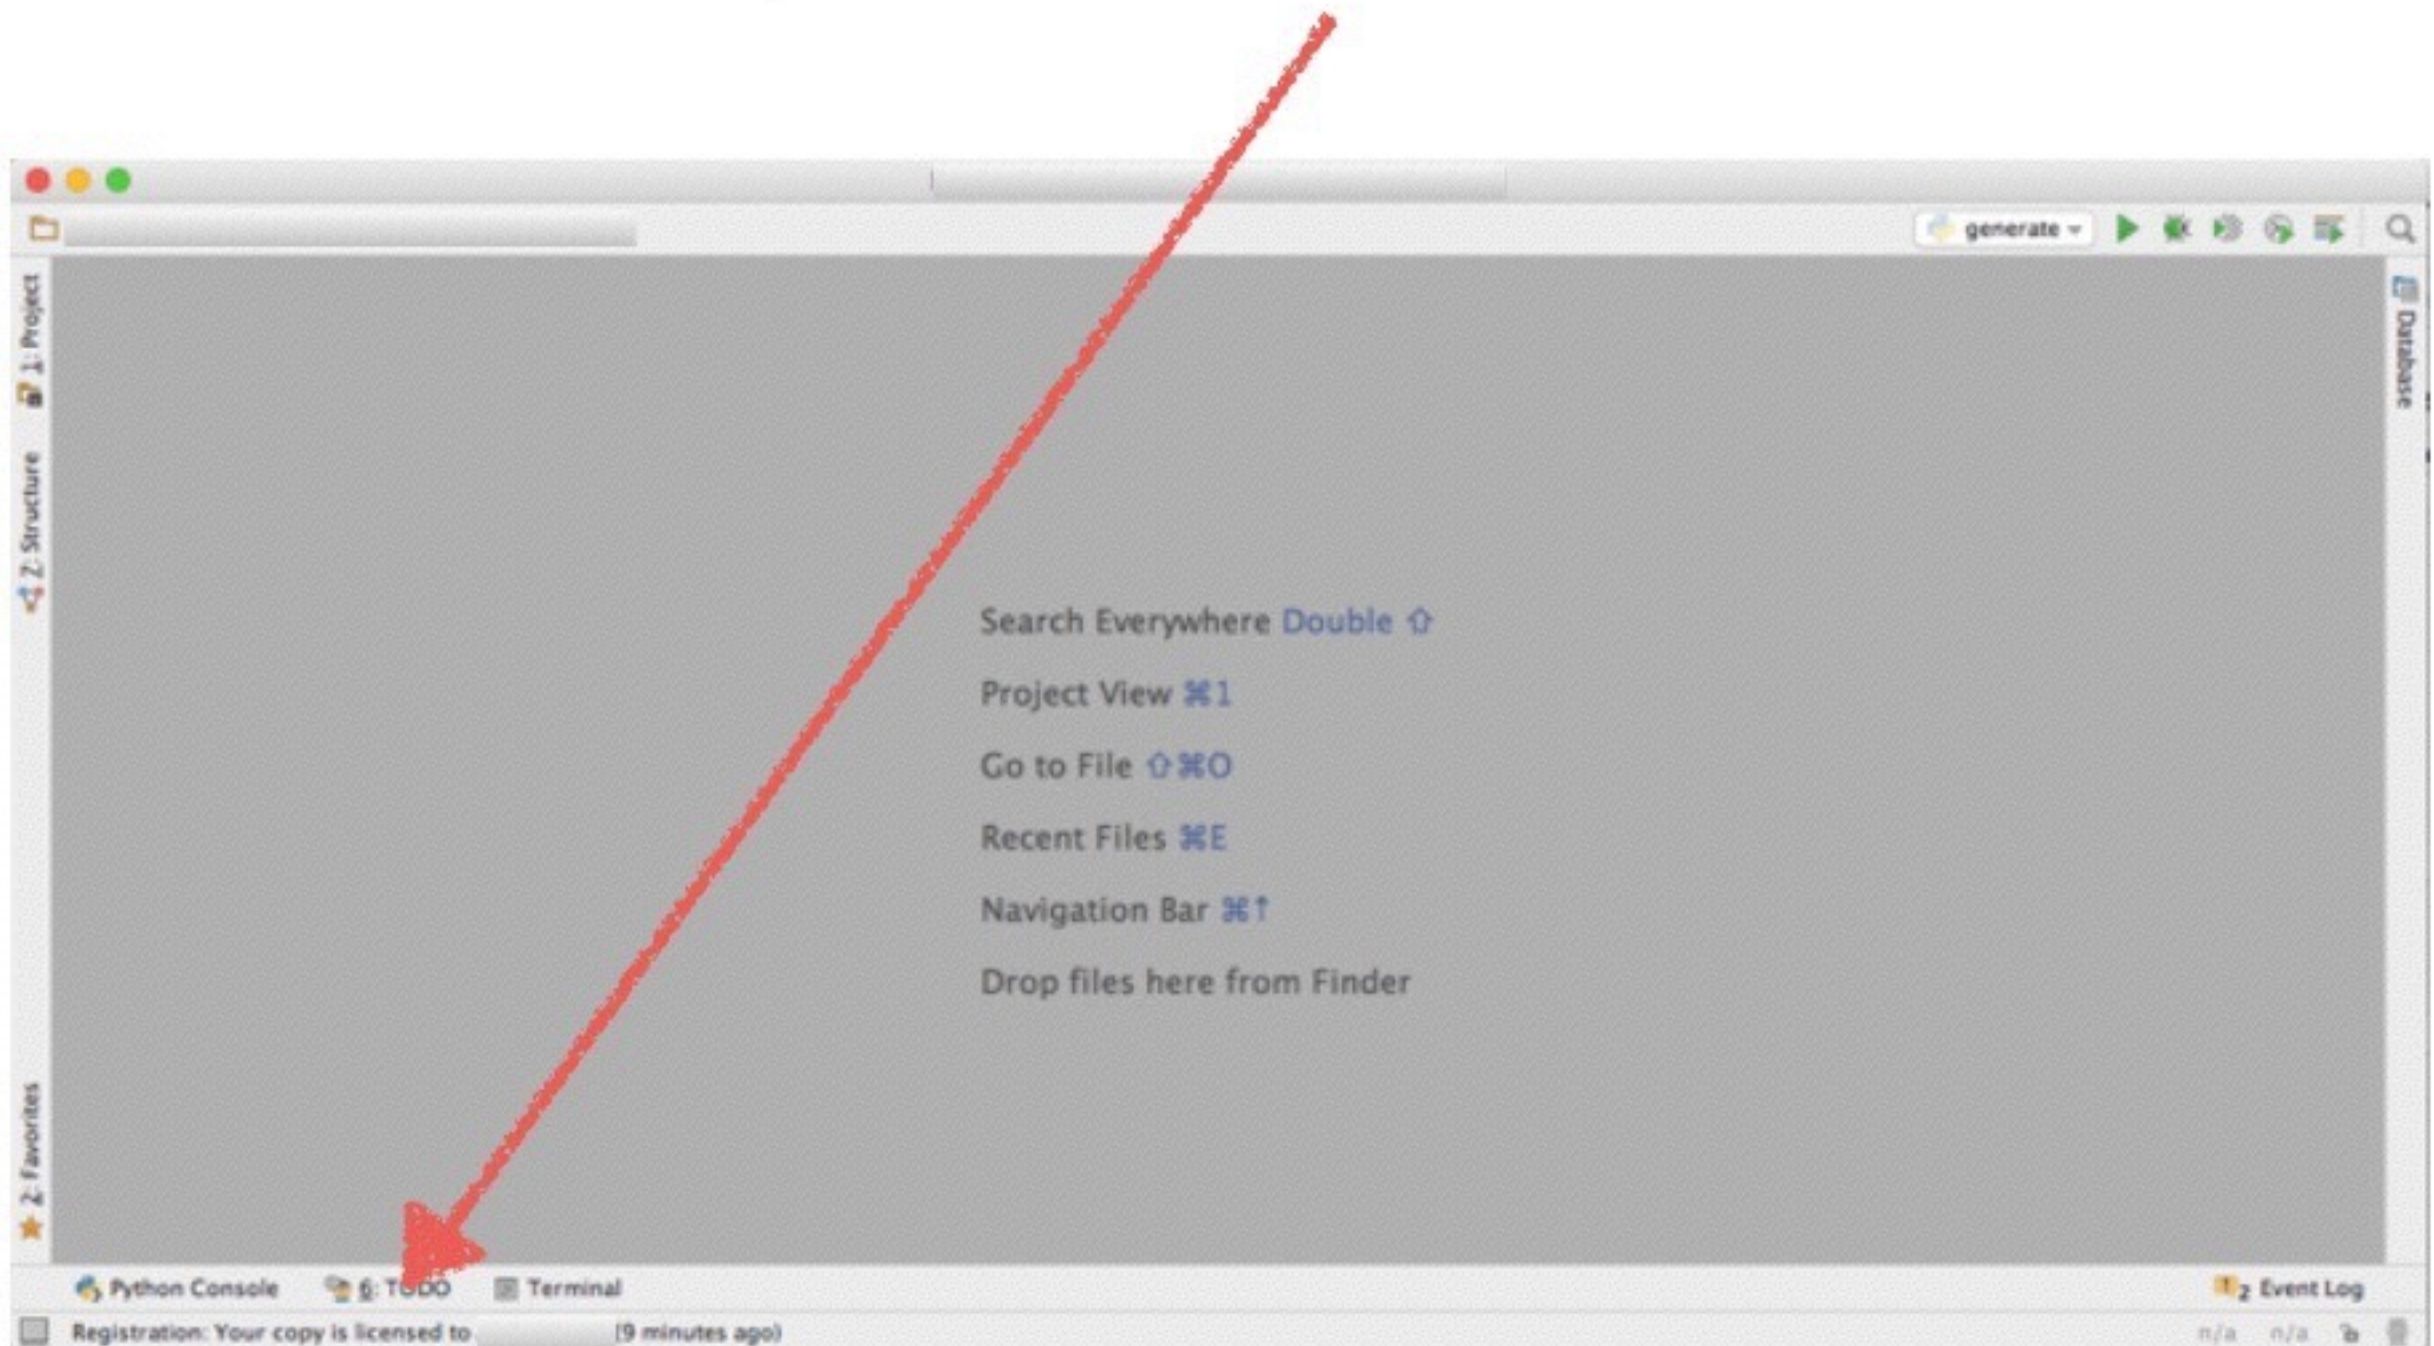 generate
1: Project
Database
Z: Structure
Search Everywhere Double ⇧
Project View ⌘1
Go to File ⇧⌘O
Recent Files ⌘E
Navigation Bar ⌘↑
Drop files here from Finder
2: Favorites
Python Console 6: TODO Terminal 1 2 Event Log
Registration: Your copy is licensed to (9 minutes ago) n/a n/a